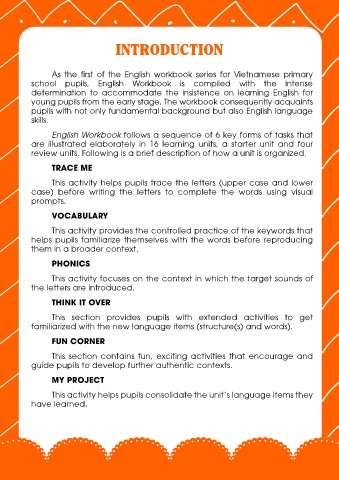 INTRODUCTION
As the first of the English workbook series for Vietnamese primary
school pupils, English Workbook is compiled with the intense
determination to accommodate the insistence on learning English for
young pupils from the early stage. The workbook consequently acquaints
pupils with not only fundamental background but also English language
skills.
English Workbook follows a sequence of 6 key forms of tasks that
are illustrated elaborately in 16 learning units, a starter unit and four
review units. Following is a brief description of how a unit is organized.
TRACE ME
This activity helps pupils trace the letters (upper case and lower
case) before writing the letters to complete the words using visual
prompts.
VOCABULARY
This activity provides the controlled practice of the keywords that
helps pupils familiarize themselves with the words before reproducing
them in a broader context.
PHONICS
This activity focuses on the context in which the target sounds of
the letters are introduced.
THINK IT OVER
This section provides pupils with extended activities to get
familiarized with the new language items (structure(s) and words).
FUN CORNER
This section contains fun, exciting activities that encourage and
guide pupils to develop further authentic contexts.
MY PROJECT
This activity helps pupils consolidate the unit's language items they
have learned.